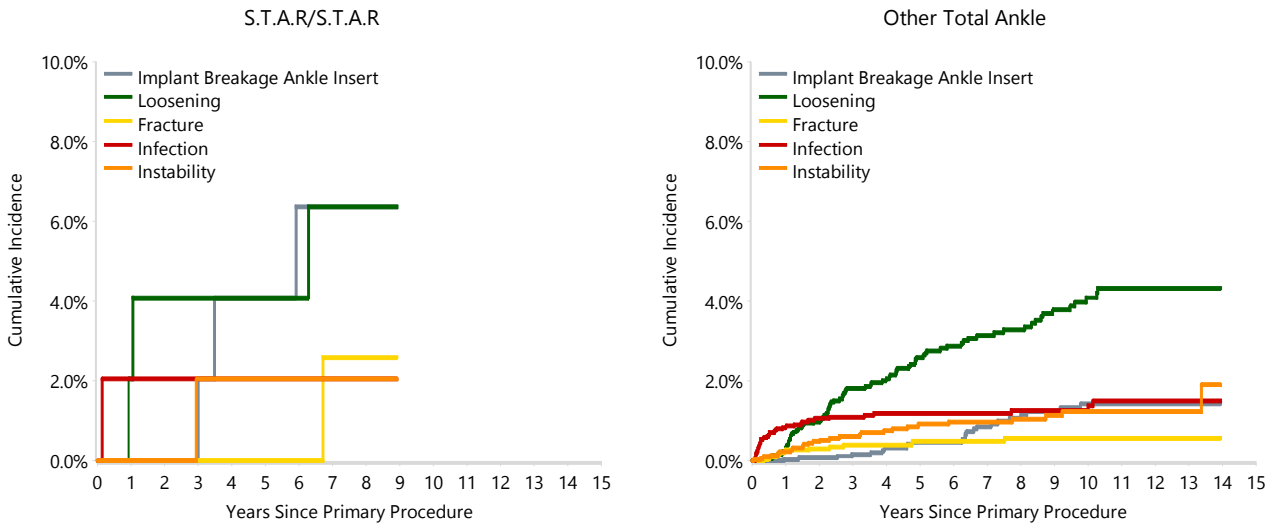 S.T.A.R/S.T.A.R
10.0%
8.0%
6.0%
4.0%
2.0%
0.0%
Cumulative Incidence
Implant Breakage Ankle Insert
Loosening
Fracture
Infection
Instability
0 1 2 3 4 5 6 7 8 9 10 11 12 13 14 15
Years Since Primary Procedure
Other Total Ankle
10.0%
8.0%
6.0%
4.0%
2.0%
0.0%
Cumulative Incidence
Implant Breakage Ankle Insert
Loosening
Fracture
Infection
Instability
0 1 2 3 4 5 6 7 8 9 10 11 12 13 14 15
Years Since Primary Procedure